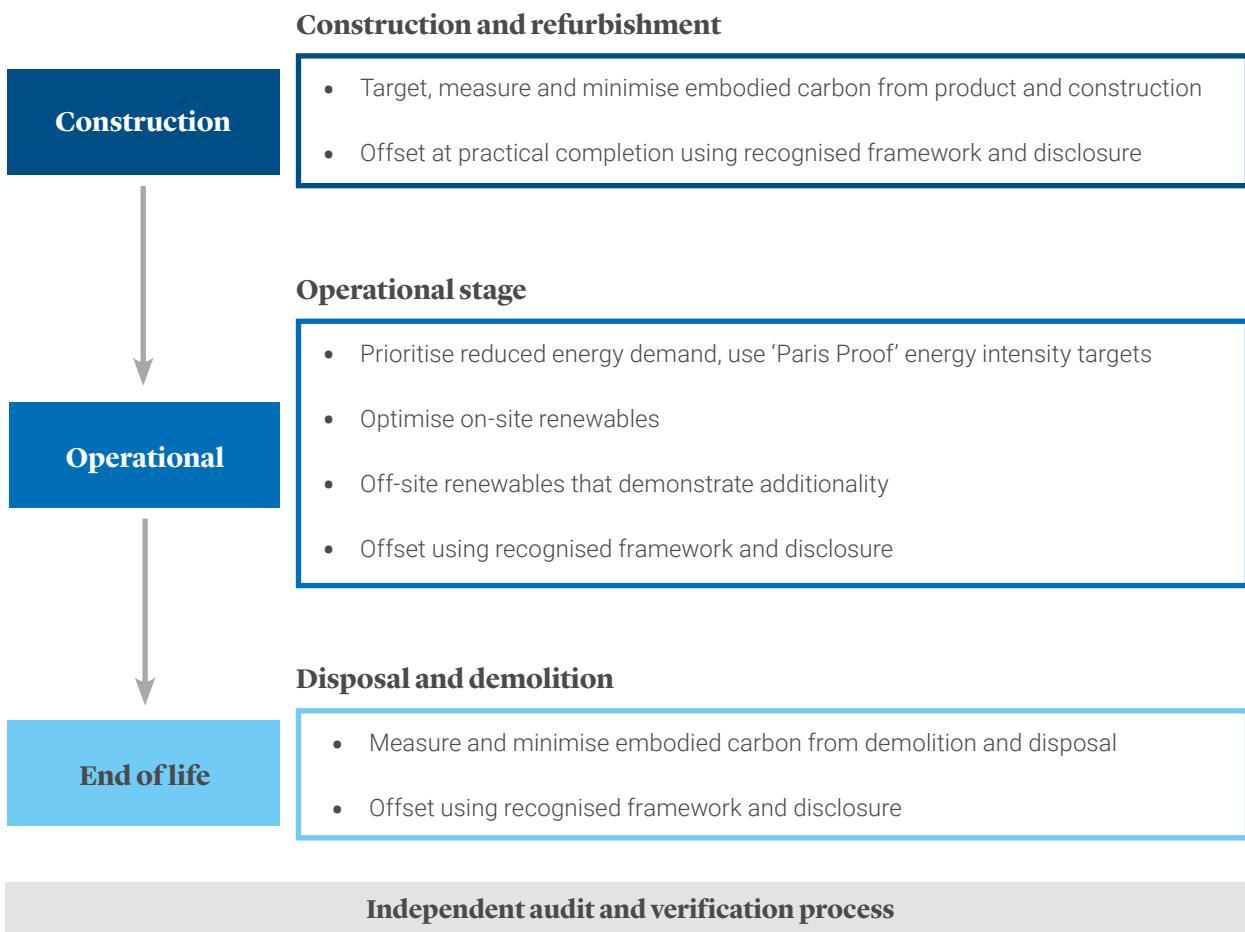 Construction and refurbishment
Construction
• Target, measure and minimise embodied carbon from product and construction
• Offset at practical completion using recognised framework and disclosure
Operational stage
Operational
• Prioritise reduced energy demand, use ‘Paris Proof’ energy intensity targets
• Optimise on-site renewables
• Off-site renewables that demonstrate additionality
• Offset using recognised framework and disclosure
Disposal and demolition
End of life
• Measure and minimise embodied carbon from demolition and disposal
• Offset using recognised framework and disclosure
Independent audit and verification process